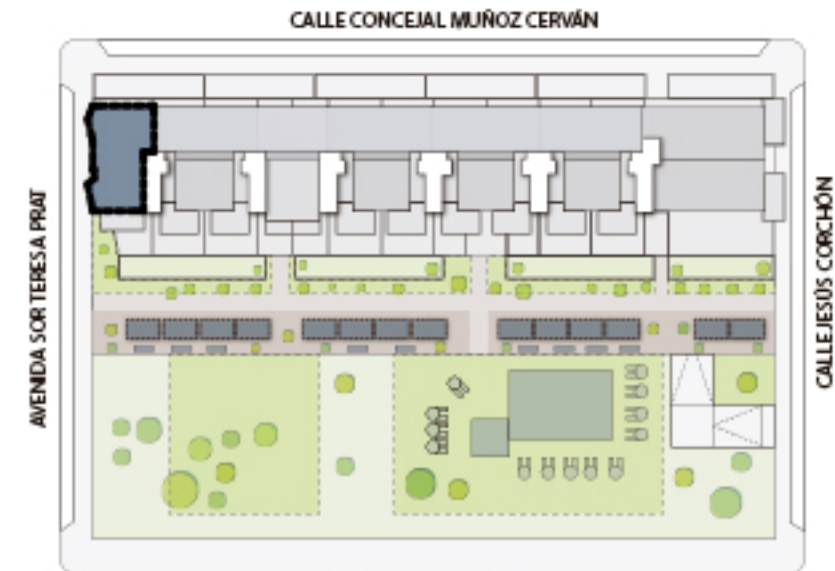 CALLE CONCEJAL MUÑOZ CERVÁN
AVENIDA SOR TERESA PRAT
CALLE JESÚS CORCHÓN